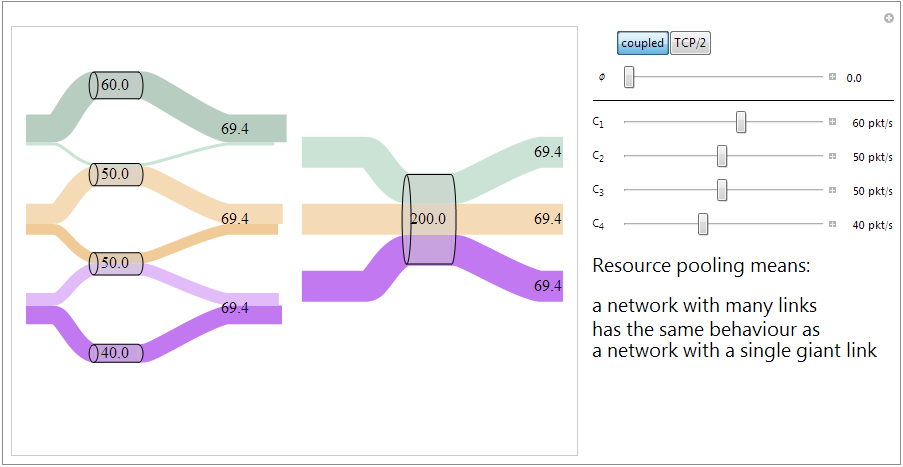 60.0
69.4
50.0
69.4
50.0
69.4
40.0
69.4
200.0
69.4
69.4
coupled TCP/2
ϕ 0.0
C1 60 pkt/s
C2 50 pkt/s
C3 50 pkt/s
C4 40 pkt/s
Resource pooling means:
a network with many links
has the same behaviour as
a network with a single giant link